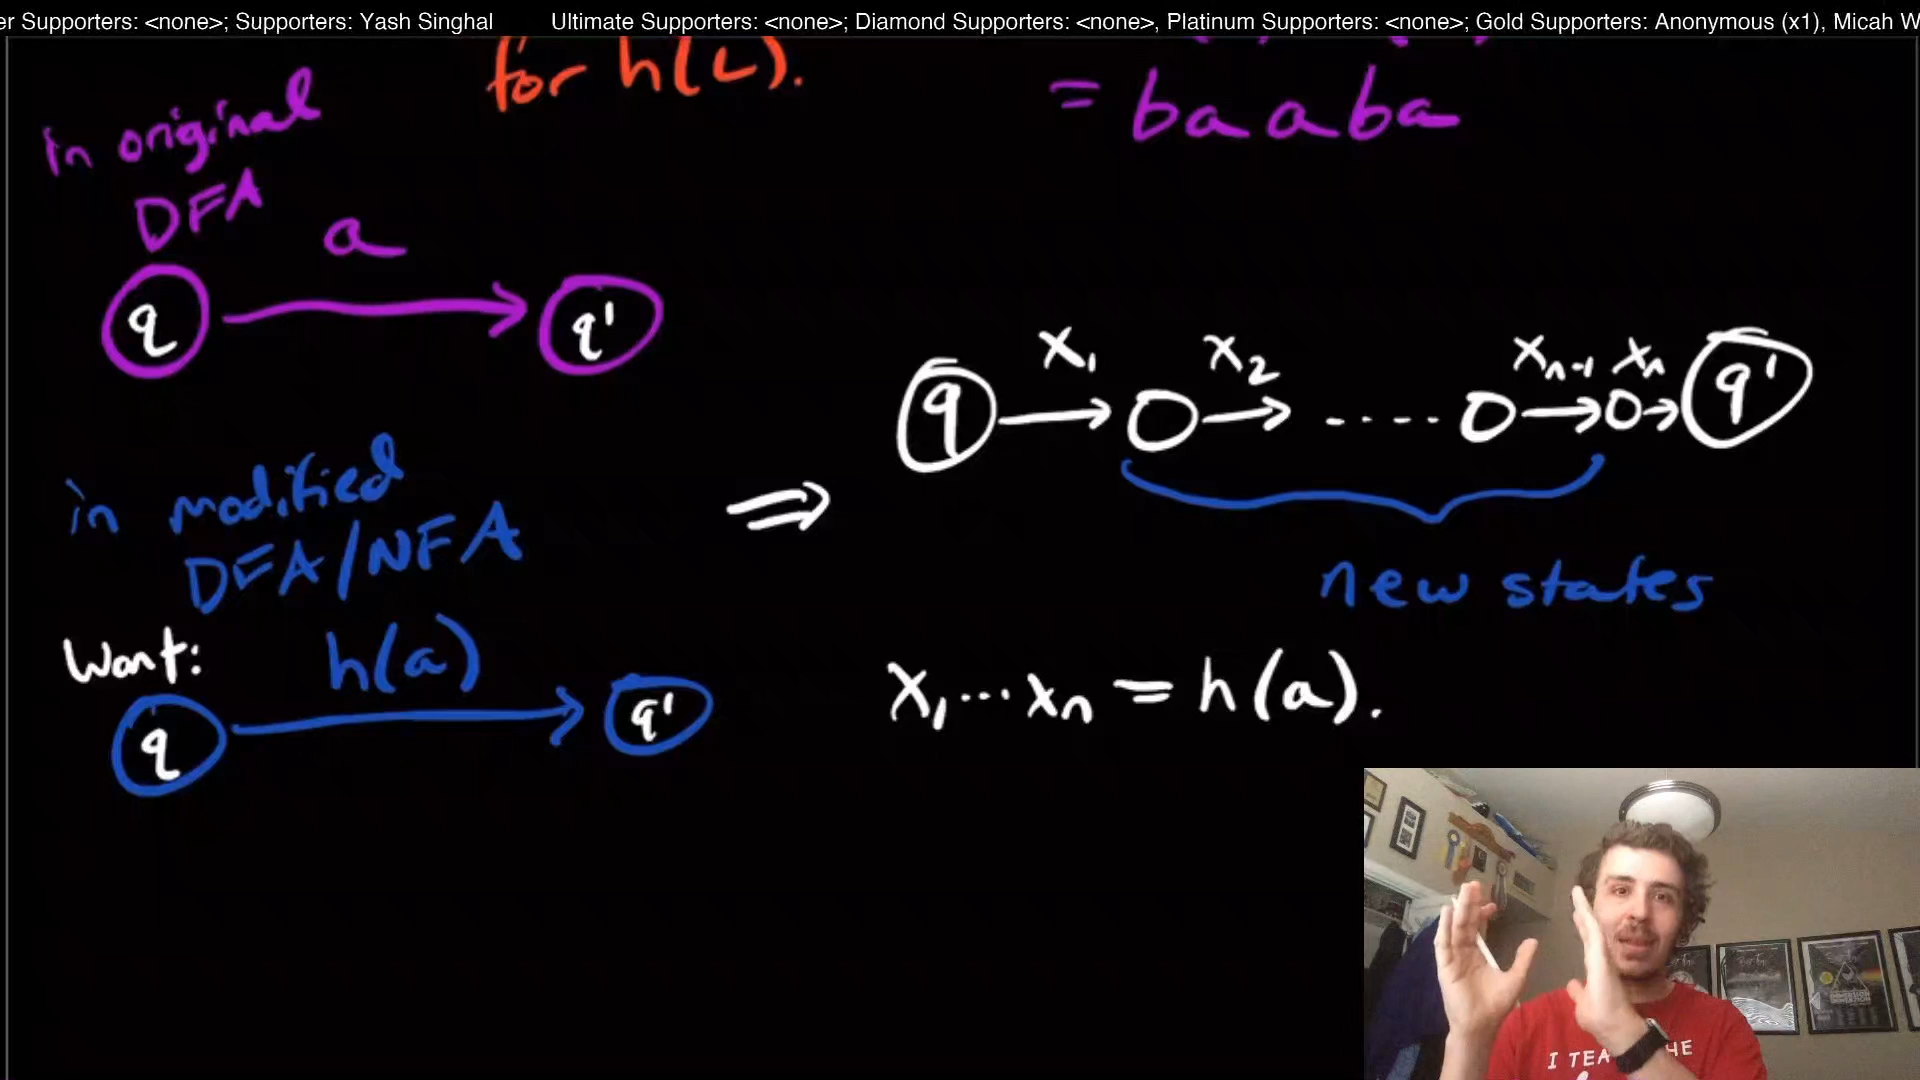 er Supporters: <none>; Supporters: Yash Singhal Ultimate Supporters: <none>; Diamond Supporters: <none>, Platinum Supporters: <none>; Gold Supporters: Anonymous (x1), Micah W
for h(L).
= baaba
in original
DFA
a
q q'
x₁ x₂ xₙ₋₁ xₙ
q ..... q'
in modified
DFA/NFA
⇒
new states
Want: h(a)
q q'
x₁...xₙ = h(a).
I TEA HE